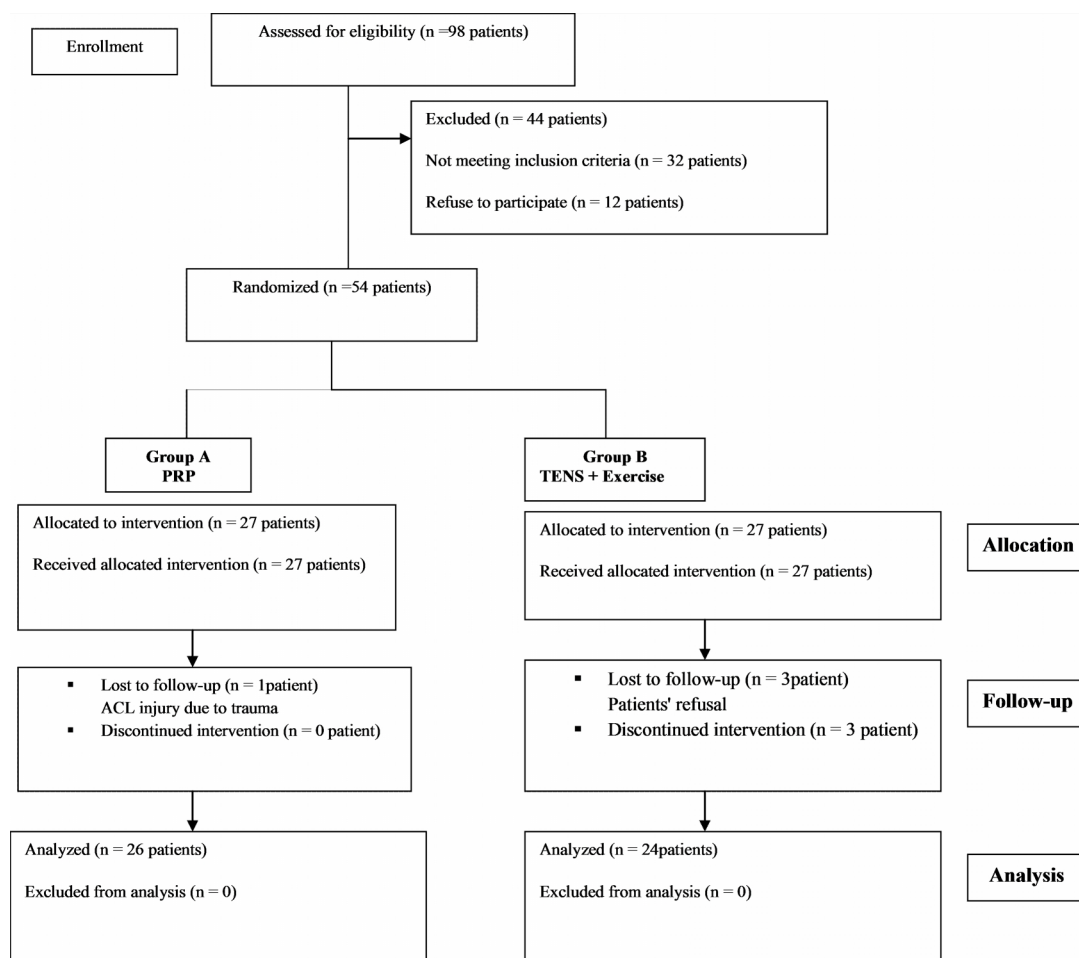 Enrollment
Assessed for eligibility (n =98 patients)
Excluded (n = 44 patients)
Not meeting inclusion criteria (n = 32 patients)
Refuse to participate (n = 12 patients)
Randomized (n =54 patients)
Group A
PRP
Group B
TENS + Exercise
Allocated to intervention (n = 27 patients)
Received allocated intervention (n = 27 patients)
Allocated to intervention (n = 27 patients)
Received allocated intervention (n = 27 patients)
Allocation
▪ Lost to follow-up (n = 1patient)
ACL injury due to trauma
▪ Discontinued intervention (n = 0 patient)
▪ Lost to follow-up (n = 3patient)
Patients' refusal
▪ Discontinued intervention (n = 3 patient)
Follow-up
Analyzed (n = 26 patients)
Excluded from analysis (n = 0)
Analyzed (n = 24patients)
Excluded from analysis (n = 0)
Analysis